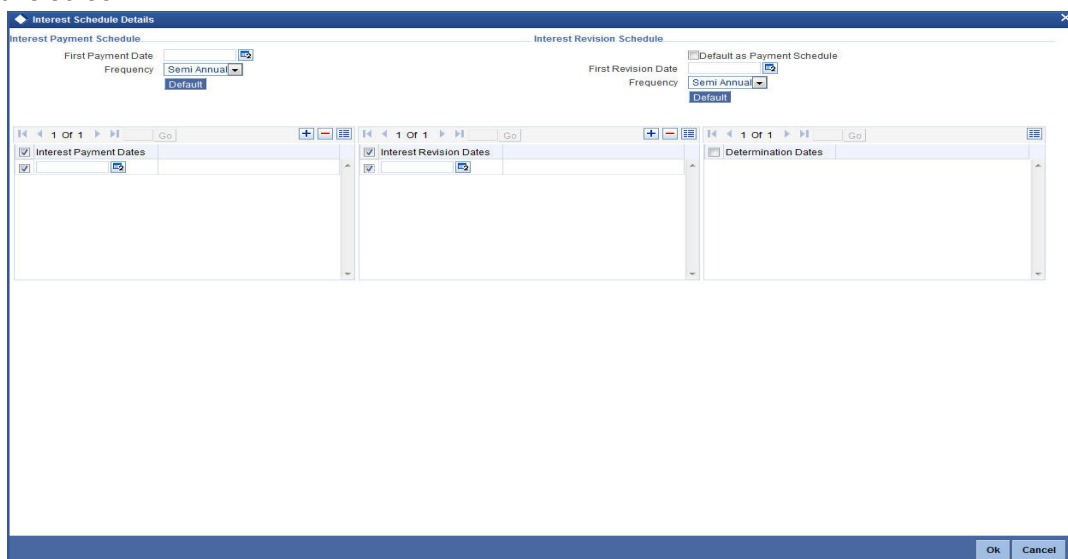 Interest Schedule Details
Interest Payment Schedule
First Payment Date
Frequency Semi Annual
Default
Interest Revision Schedule
Default as Payment Schedule
First Revision Date
Frequency Semi Annual
Default
1 Of 1 Go
Interest Payment Dates
1 Of 1 Go
Interest Revision Dates
1 Of 1 Go
Determination Dates
Ok Cancel